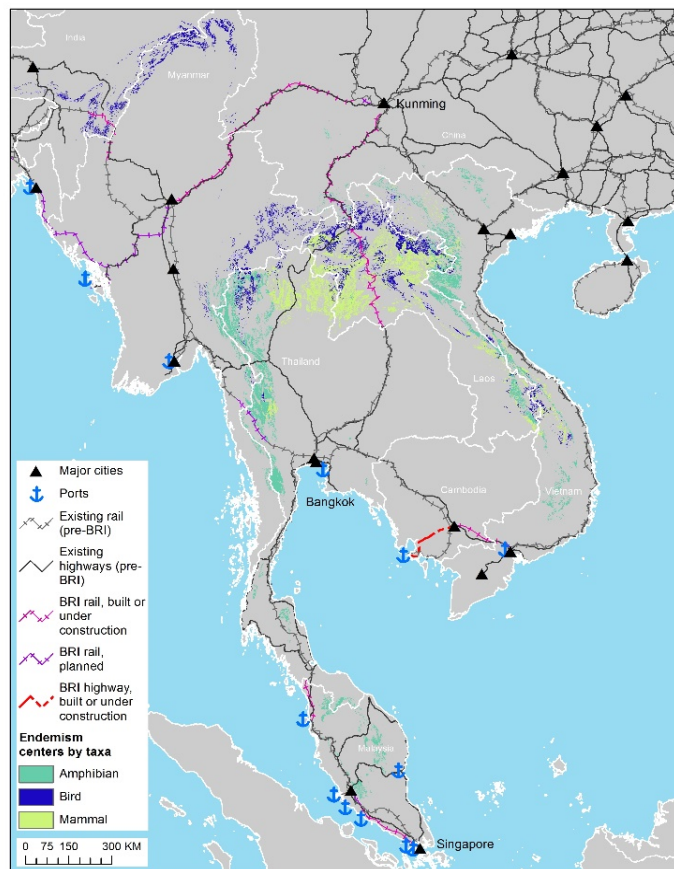 India
Myanmar
Kunming
China
Thailand
Laos
Bangkok
Cambodia
Vietnam
Malaysia
Singapore
Major cities
Ports
Existing rail
(pre-BRI)
Existing
highways (pre-
BRI)
BRI rail, built or
under
construction
BRI rail,
planned
BRI highway,
built or under
construction
Endemism
centers by taxa
Amphibian
Bird
Mammal
0 75 150 300 KM